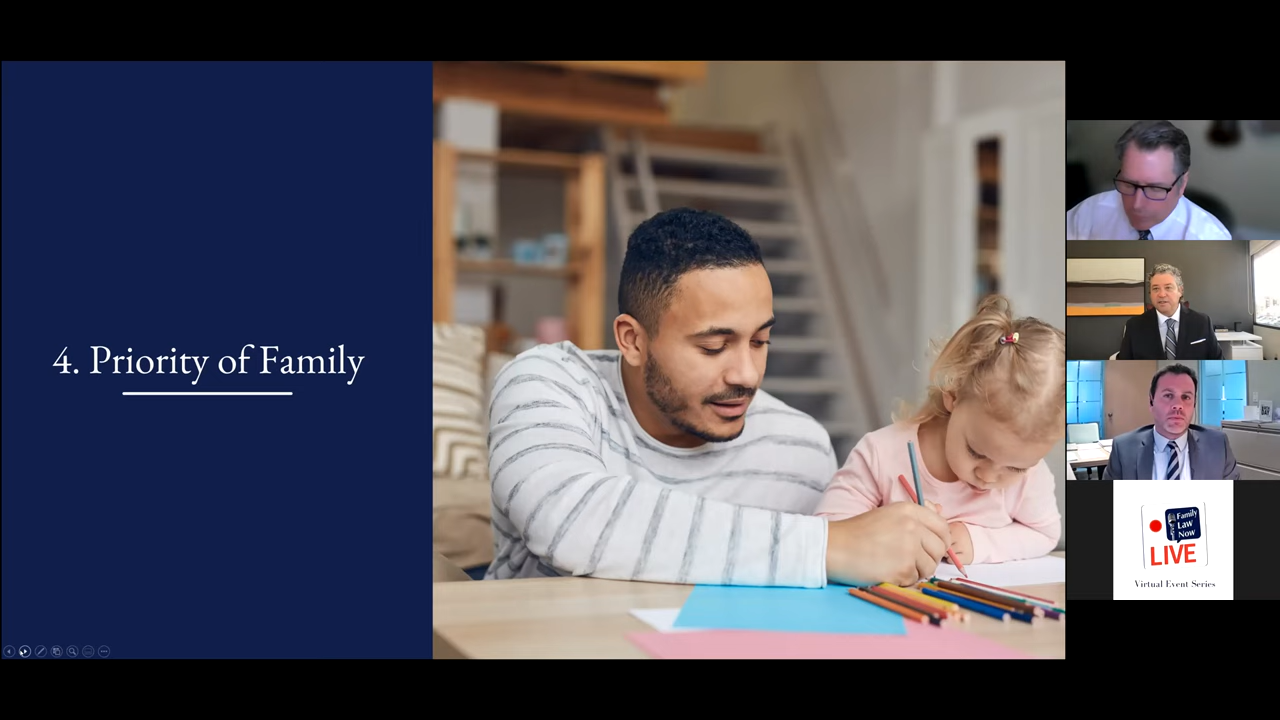 4. Priority of Family
Family
Law
Now
LIVE
Virtual Event Series